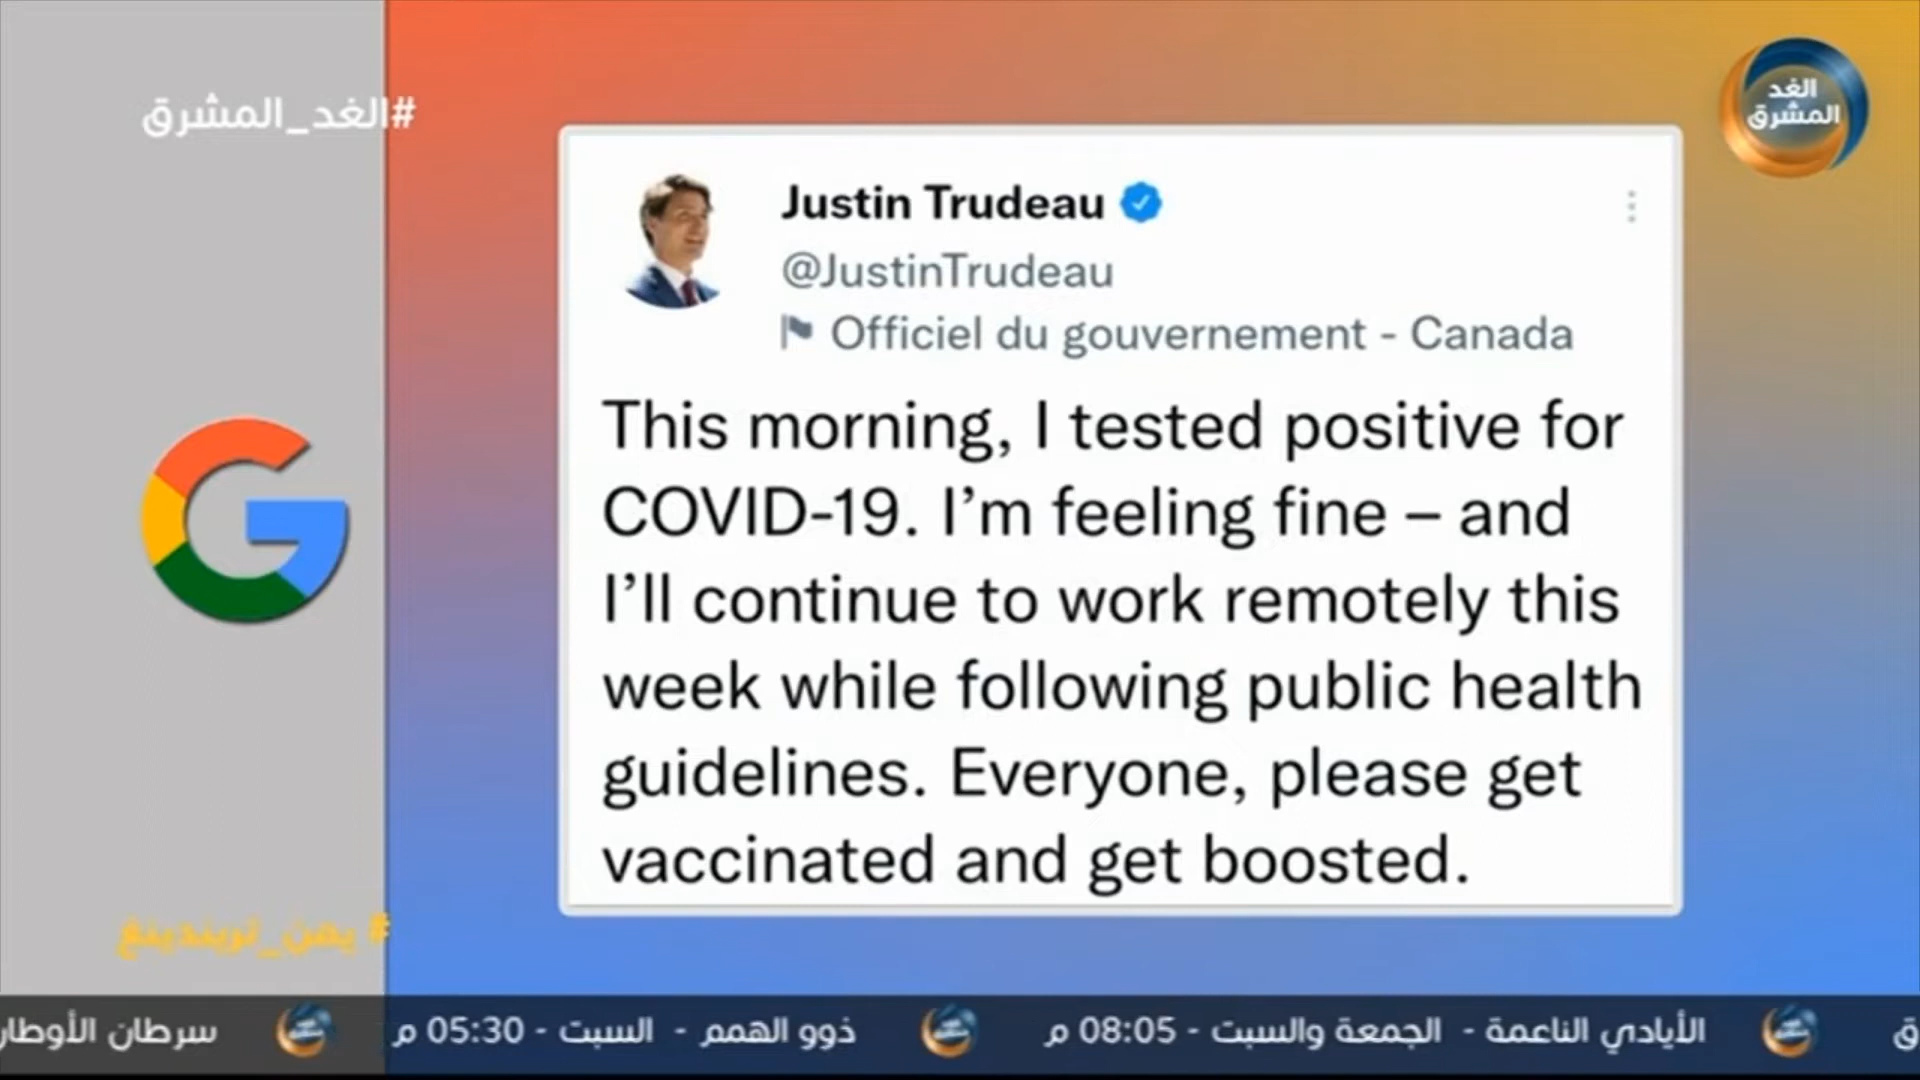 #الغد_المشرق
الغد
المشرق
Justin Trudeau
@JustinTrudeau
Officiel du gouvernement - Canada
This morning, I tested positive for
COVID-19. I’m feeling fine – and
I’ll continue to work remotely this
week while following public health
guidelines. Everyone, please get
vaccinated and get boosted.
# يمن_تريندينغ
الأيادي الناعمة - الجمعة والسبت - 08:05 م ذوو الهمم - السبت - 05:30 م سرطان